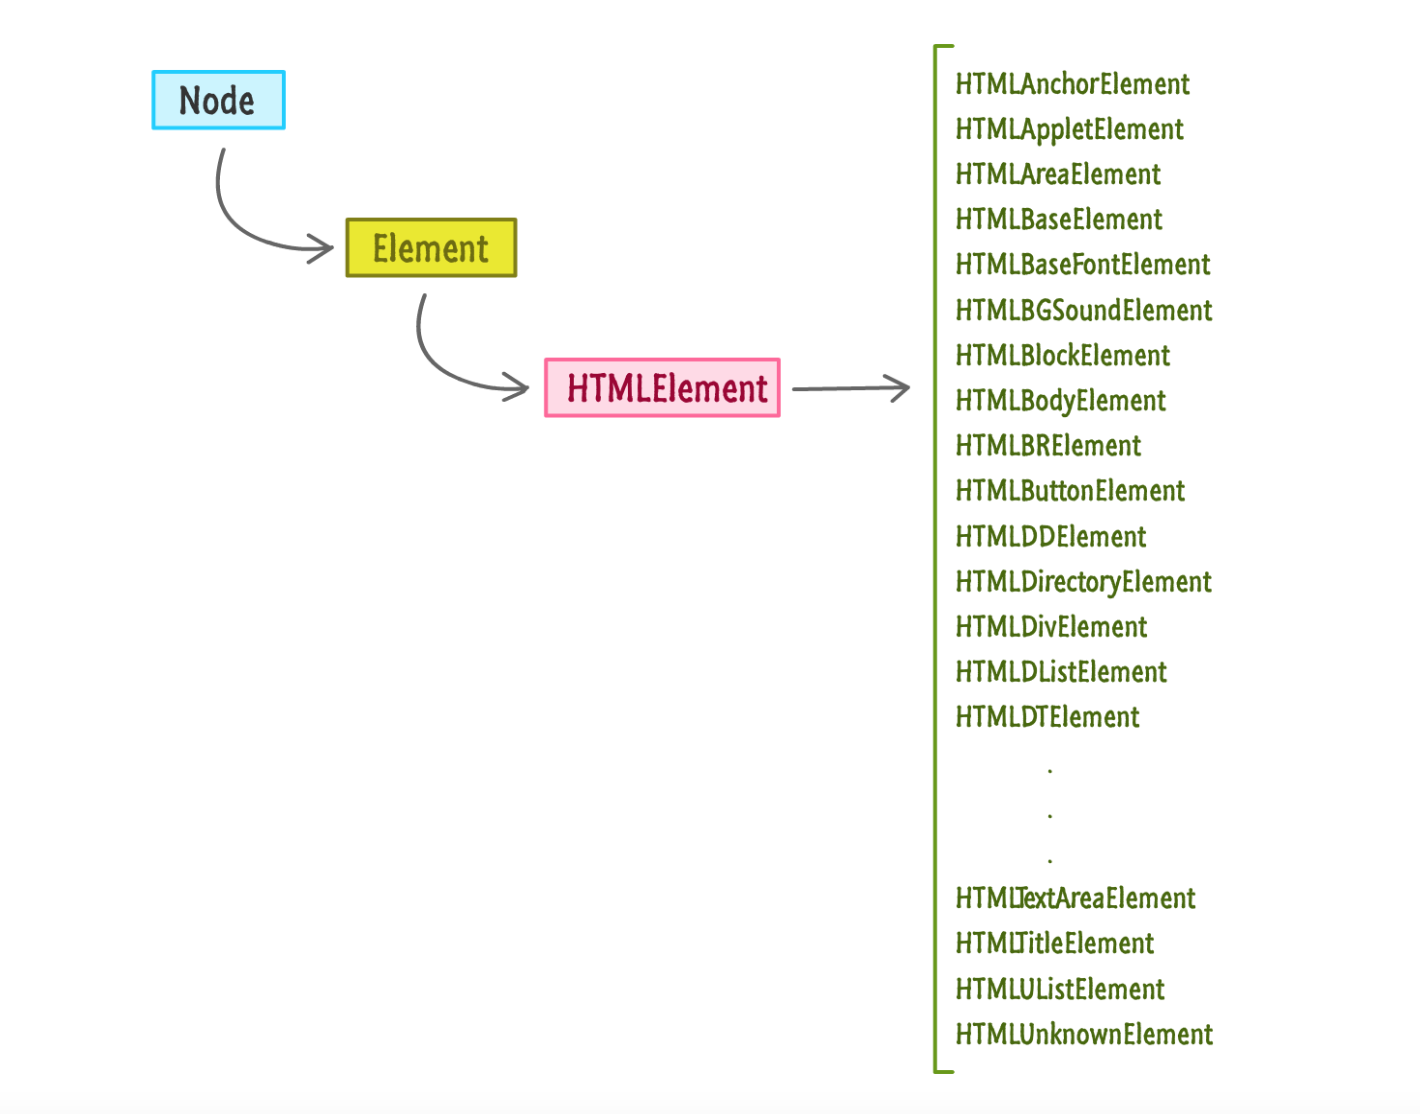 Node
Element
HTMLElement
HTMLAnchorElement
HTMLAppletElement
HTMLAreaElement
HTMLBaseElement
HTMLBaseFontElement
HTMLBGSoundElement
HTMLBlockElement
HTMLBodyElement
HTMLBRElement
HTMLButtonElement
HTMLDDElement
HTMLDirectoryElement
HTMLDivElement
HTMLDListElement
HTMLDTElement
.
.
.
HTMLTextAreaElement
HTMLTitleElement
HTMLUListElement
HTMLUnknownElement